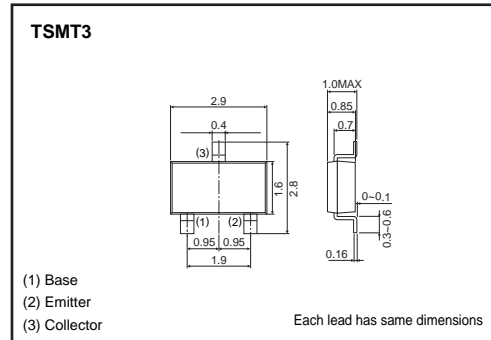 TSMT3
1.0MAX
2.9
0.85
0.4
0.7
(3)
1.6
2.8
0~0.1
(1)
(2)
0.3~0.6
0.95
0.95
0.16
1.9
(1) Base
(2) Emitter
(3) Collector
Each lead has same dimensions